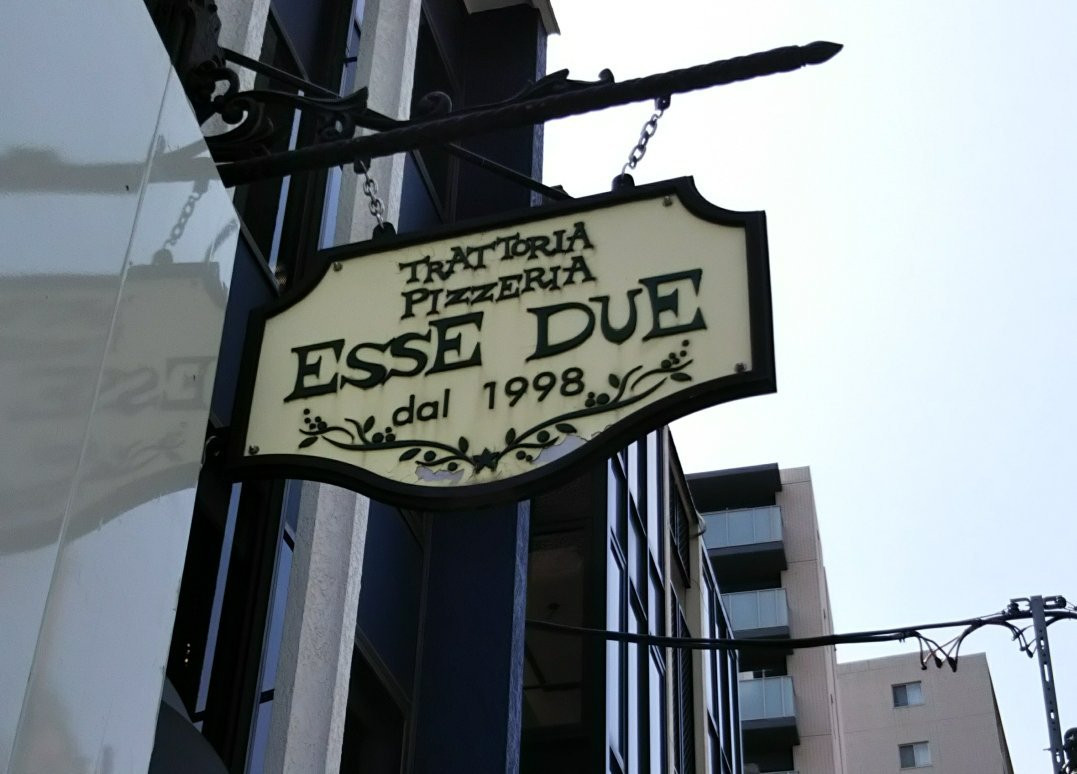 TRATTORIA
PIZZERIA
ESSE DUE
dal 1998